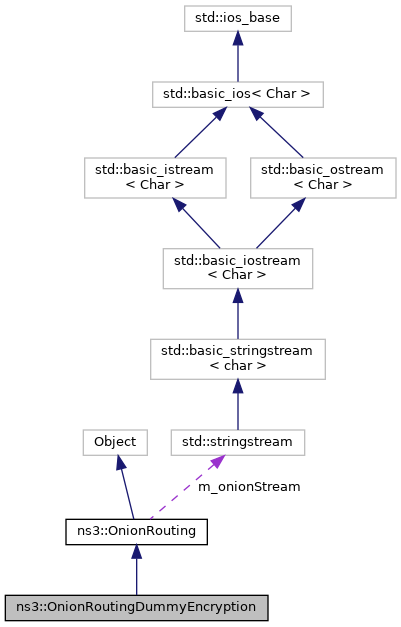 std::ios_base
std::basic_ios< Char >
std::basic_istream
< Char >
std::basic_ostream
< Char >
std::basic_iostream
< Char >
std::basic_stringstream
< char >
Object
std::stringstream
m_onionStream
ns3::OnionRouting
ns3::OnionRoutingDummyEncryption